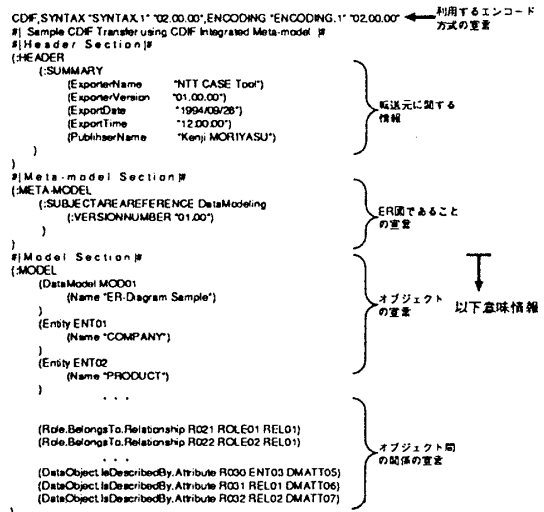 CDIF,SYNTAX "SYNTAX.1" "02.00.00",ENCODING "ENCODING.1" "02.00.00"
利用するエンコード
方式の宣言
#| Sample CDIF Transfer using CDIF Integrated Meta-model |#
#|Header Section|#
(:HEADER
(:SUMMARY
(ExporterName "NTT CASE Tool")
(ExporterVersion "01.00.00")
(ExportDate "1994/09/26")
(ExportTime "12:00:00")
(PublihserName "Kenji MORIYASU")
)
)
転送元に関する
情報
#|Meta-model Section|#
(:META-MODEL
(:SUBJECTAREAREFERENCE DataModeling
(:VERSIONNUMBER "01.00")
)
)
ER図であること
の宣言
#|Model Section|#
(:MODEL
(DataModel MOD01
(Name "ER-Diagram Sample")
)
(Entity ENT01
(Name "COMPANY")
)
(Entity ENT02
(Name "PRODUCT")
)
オブジェクト
の宣言
以下意味情報
. . .
(Role.BelongsTo.Relationship R021 ROLE01 REL01)
(Role.BelongsTo.Relationship R022 ROLE02 REL01)
. . .
(DataObject.IsDescribedBy.Attribute R030 ENT03 DMATT05)
(DataObject.IsDescribedBy.Attribute R031 REL01 DMATT06)
(DataObject.IsDescribedBy.Attribute R032 REL02 DMATT07)
)
オブジェクト間
の関係の宣言